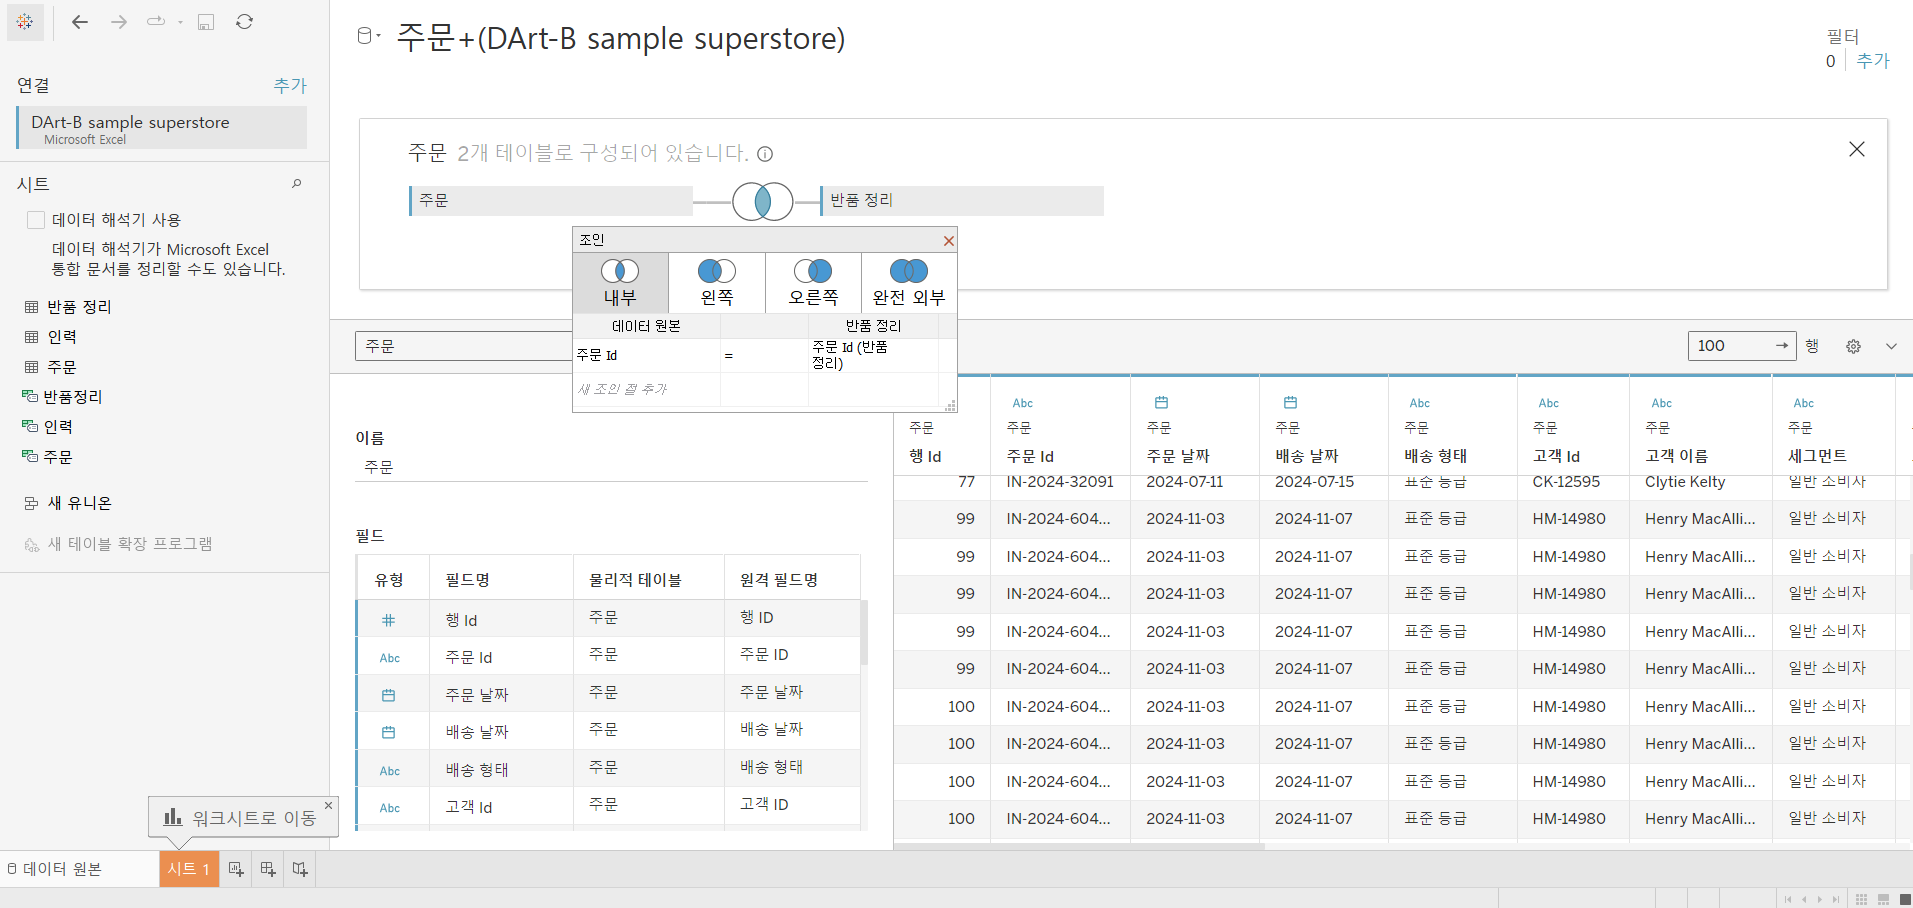 주문+(DArt-B sample superstore)
필터
0 추가
연결 추가
DArt-B sample superstore
Microsoft Excel
시트
데이터 해석기 사용
데이터 해석기가 Microsoft Excel
통합 문서를 정리할 수도 있습니다.
반품 정리
인력
주문
반품정리
인력
주문
새 유니온
새 테이블 확장 프로그램
주문 2개 테이블로 구성되어 있습니다.
주문 반품 정리
조인
내부 왼쪽 오른쪽 완전 외부
데이터 원본 반품 정리
주문 Id = 주문 Id (반품
정리)
새 조인 절 추가
주문 100 → 행
이름
주문
필드
유형 필드명 물리적 테이블 원격 필드명
# 행 Id 주문 행 ID
Abc 주문 Id 주문 주문 ID
주문 날짜 주문 주문 날짜
배송 날짜 주문 배송 날짜
Abc 배송 형태 주문 배송 형태
Abc 고객 Id 주문 고객 ID
Abc Abc Abc Abc Abc
주문 주문 주문 주문 주문 주문 주문 주문
행 Id 주문 Id 주문 날짜 배송 날짜 배송 형태 고객 Id 고객 이름 세그먼트
77 IN-2024-32091 2024-07-11 2024-07-15 표준 등급 CK-12595 Clytie Kelty 일반 소비자
99 IN-2024-604... 2024-11-03 2024-11-07 표준 등급 HM-14980 Henry MacAlli... 일반 소비자
99 IN-2024-604... 2024-11-03 2024-11-07 표준 등급 HM-14980 Henry MacAlli... 일반 소비자
99 IN-2024-604... 2024-11-03 2024-11-07 표준 등급 HM-14980 Henry MacAlli... 일반 소비자
99 IN-2024-604... 2024-11-03 2024-11-07 표준 등급 HM-14980 Henry MacAlli... 일반 소비자
99 IN-2024-604... 2024-11-03 2024-11-07 표준 등급 HM-14980 Henry MacAlli... 일반 소비자
100 IN-2024-604... 2024-11-03 2024-11-07 표준 등급 HM-14980 Henry MacAlli... 일반 소비자
100 IN-2024-604... 2024-11-03 2024-11-07 표준 등급 HM-14980 Henry MacAlli... 일반 소비자
100 IN-2024-604... 2024-11-03 2024-11-07 표준 등급 HM-14980 Henry MacAlli... 일반 소비자
100 IN-2024-604... 2024-11-03 2024-11-07 표준 등급 HM-14980 Henry MacAlli... 일반 소비자
워크시트로 이동
데이터 원본 시트 1